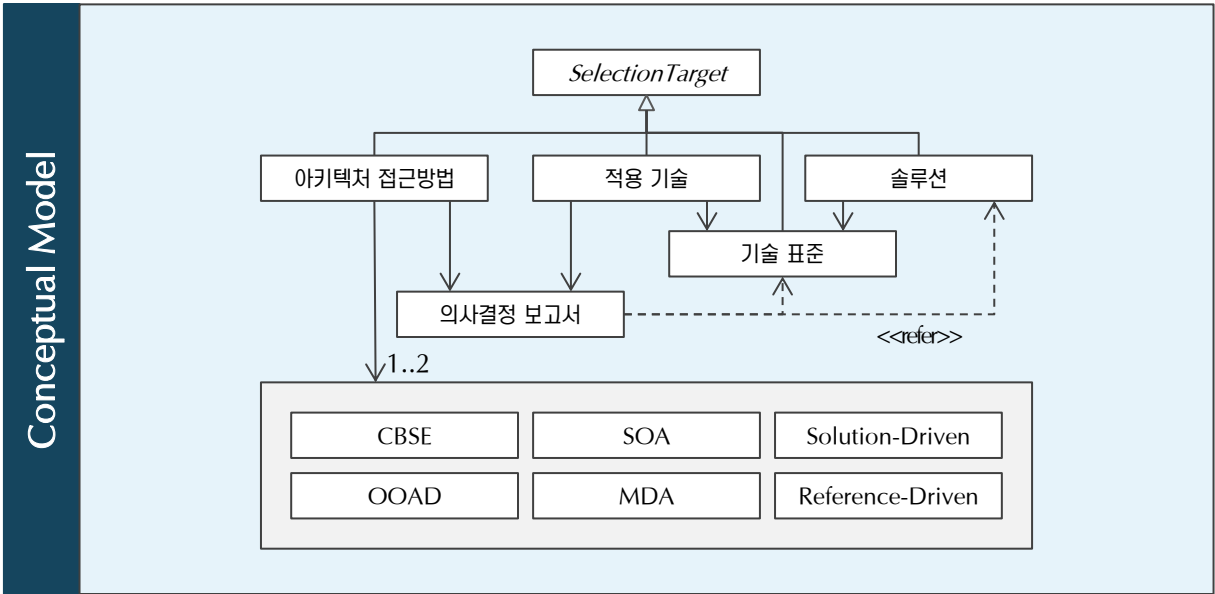 Conceptual Model
SelectionTarget
아키텍처 접근방법
적용 기술
솔루션
기술 표준
의사결정 보고서
<<refer>>
1..2
CBSE
SOA
Solution-Driven
OOAD
MDA
Reference-Driven